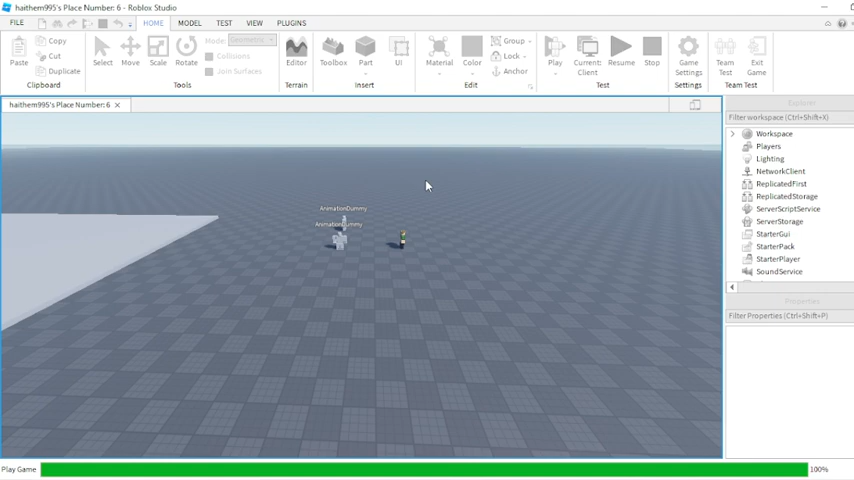 haithem995's Place Number: 6 - Roblox Studio
FILE HOME MODEL TEST VIEW PLUGINS
Paste Copy Cut Duplicate Clipboard
Select Move Scale Rotate Mode: Geometric Collisions Join Surfaces Tools
Editor Terrain
Toolbox Part UI Insert
Material Color Group Lock Anchor Edit
Play Current: Client Resume Stop Test
Game Settings Settings
Team Test Exit Game Team Test
haithem995's Place Number: 6
AnimationDummy
AnimationDummy
Explorer
Filter workspace (Ctrl+Shift+X)
Workspace
Players
Lighting
NetworkClient
ReplicatedFirst
ReplicatedStorage
ServerScriptService
ServerStorage
StarterGui
StarterPack
StarterPlayer
SoundService
Properties
Filter Properties (Ctrl+Shift+P)
Play Game 100%